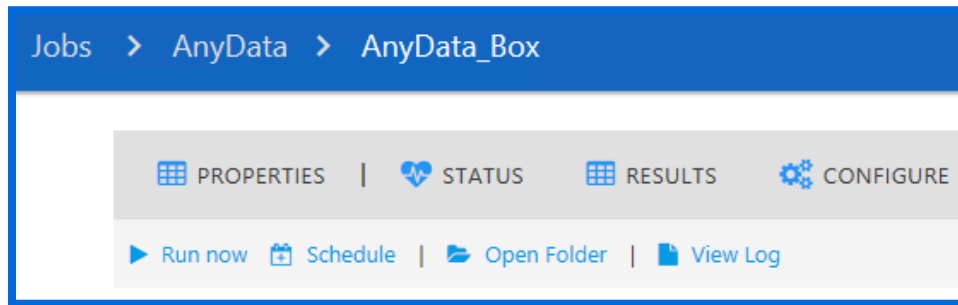 Jobs > AnyData > AnyData_Box
PROPERTIES | STATUS RESULTS CONFIGURE
Run now Schedule | Open Folder | View Log